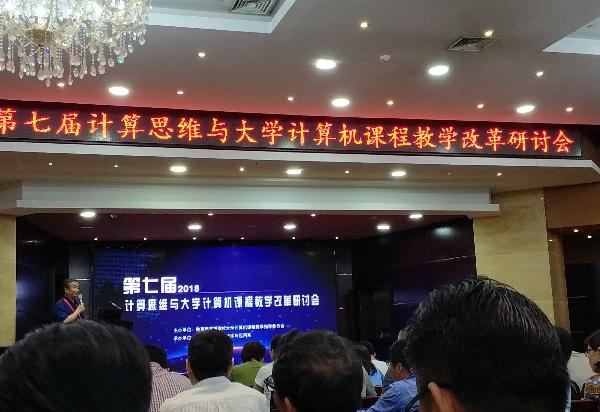 第七届计算思维与大学计算机课程教学改革研讨会
第七届2018
计算思维与大学计算机课程教学改革研讨会